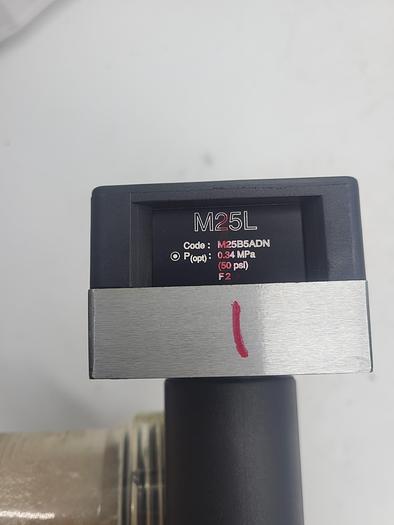 M25L
Code : M25B5ADN
P(opt) : 0.34 MPa
(50 psi)
F2